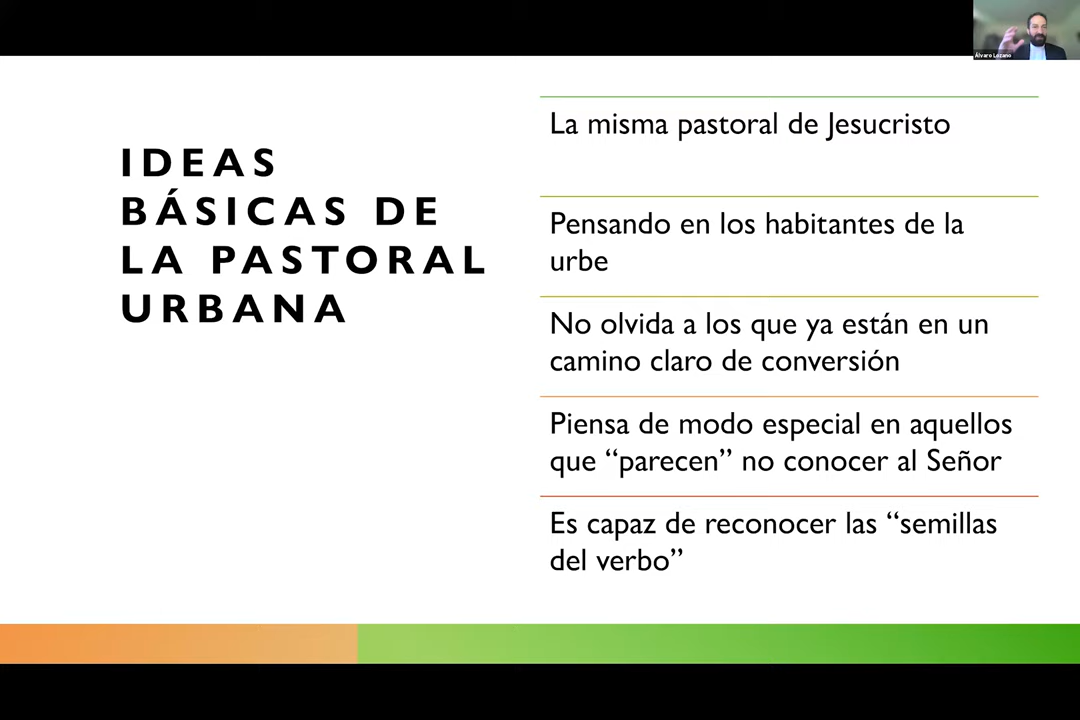 Álvaro Lozano
IDEAS
BÁSICAS DE
LA PASTORAL
URBANA
La misma pastoral de Jesucristo
Pensando en los habitantes de la
urbe
No olvida a los que ya están en un
camino claro de conversión
Piensa de modo especial en aquellos
que “parecen” no conocer al Señor
Es capaz de reconocer las “semillas
del verbo”